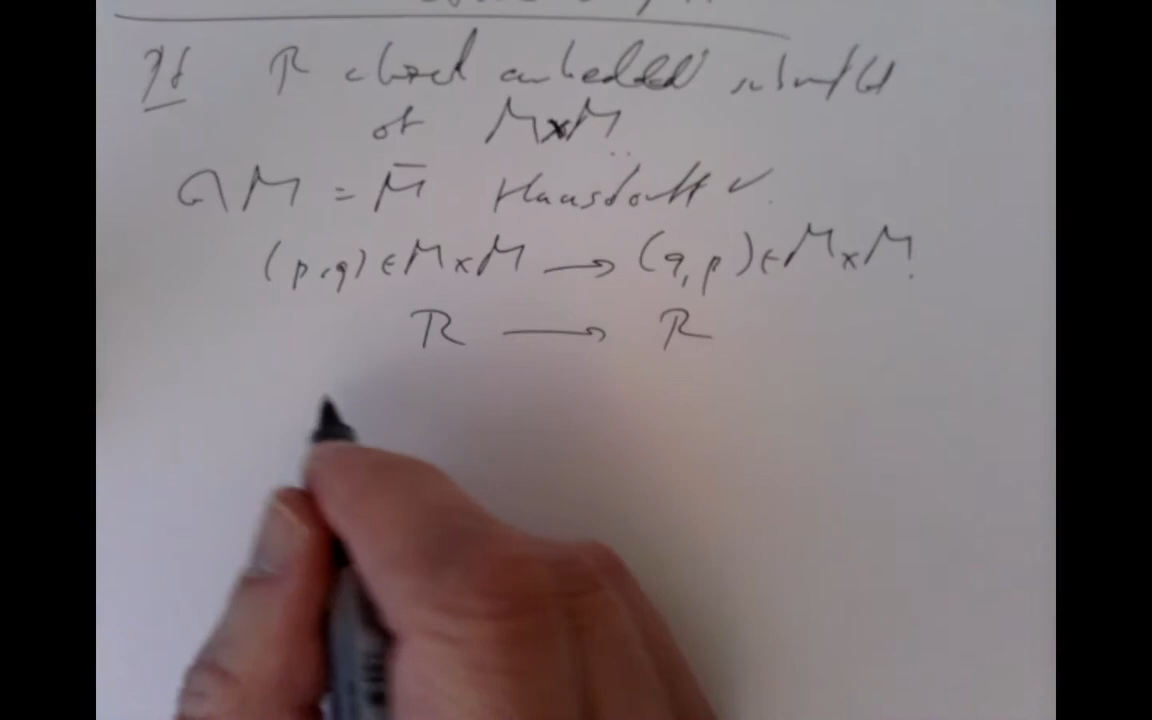 Pf R closed embedded submfld
of M×M.
G\M = M̄ Hausdorff ✓.
(p,q) ∈ M×M → (q,p) ∈ M×M.
R → R